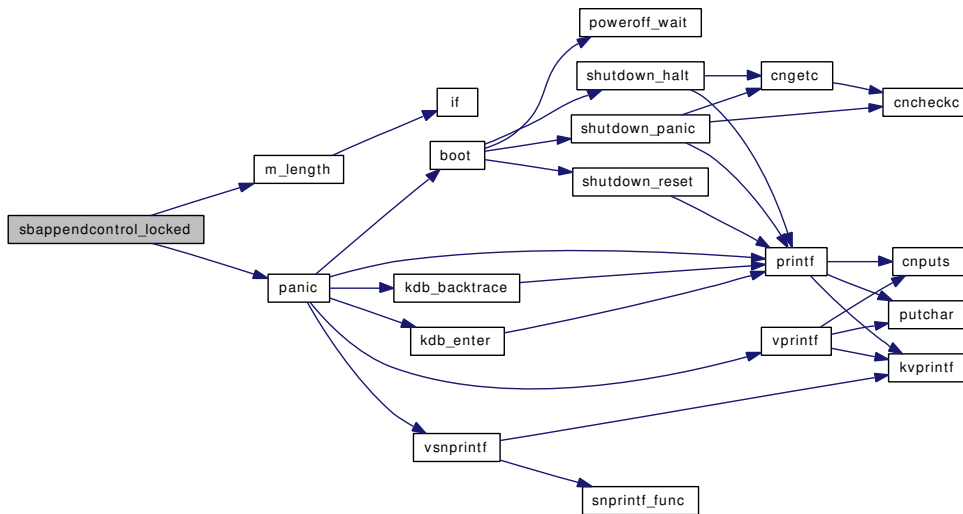 poweroff_wait
shutdown_halt
cngetc
if
cncheckc
shutdown_panic
boot
m_length
shutdown_reset
sbappendcontrol_locked
printf
cnputs
panic
kdb_backtrace
putchar
kdb_enter
vprintf
kvprintf
vsnprintf
snprintf_func